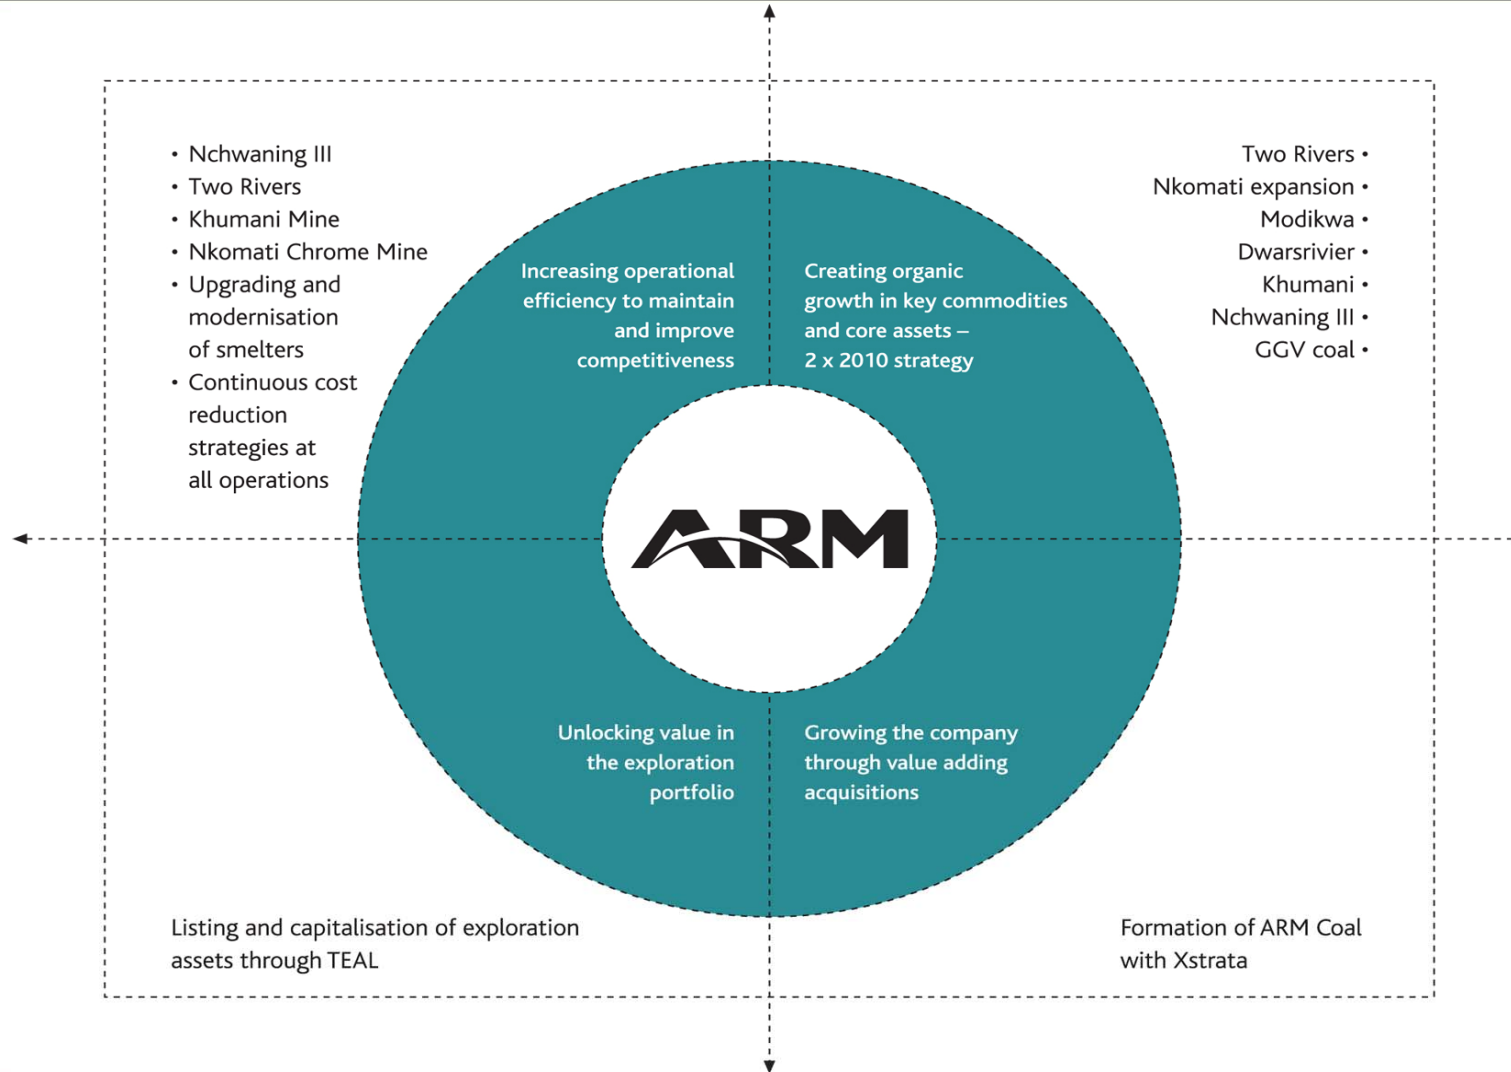 • Nchwaning III
• Two Rivers
• Khumani Mine
• Nkomati Chrome Mine
• Upgrading and
modernisation
of smelters
• Continuous cost
reduction
strategies at
all operations
Two Rivers •
Nkomati expansion •
Modikwa •
Dwarsrivier •
Khumani •
Nchwaning III •
GGV coal •
Increasing operational
efficiency to maintain
and improve
competitiveness
Creating organic
growth in key commodities
and core assets –
2 x 2010 strategy
ARM
Unlocking value in
the exploration
portfolio
Growing the company
through value adding
acquisitions
Listing and capitalisation of exploration
assets through TEAL
Formation of ARM Coal
with Xstrata